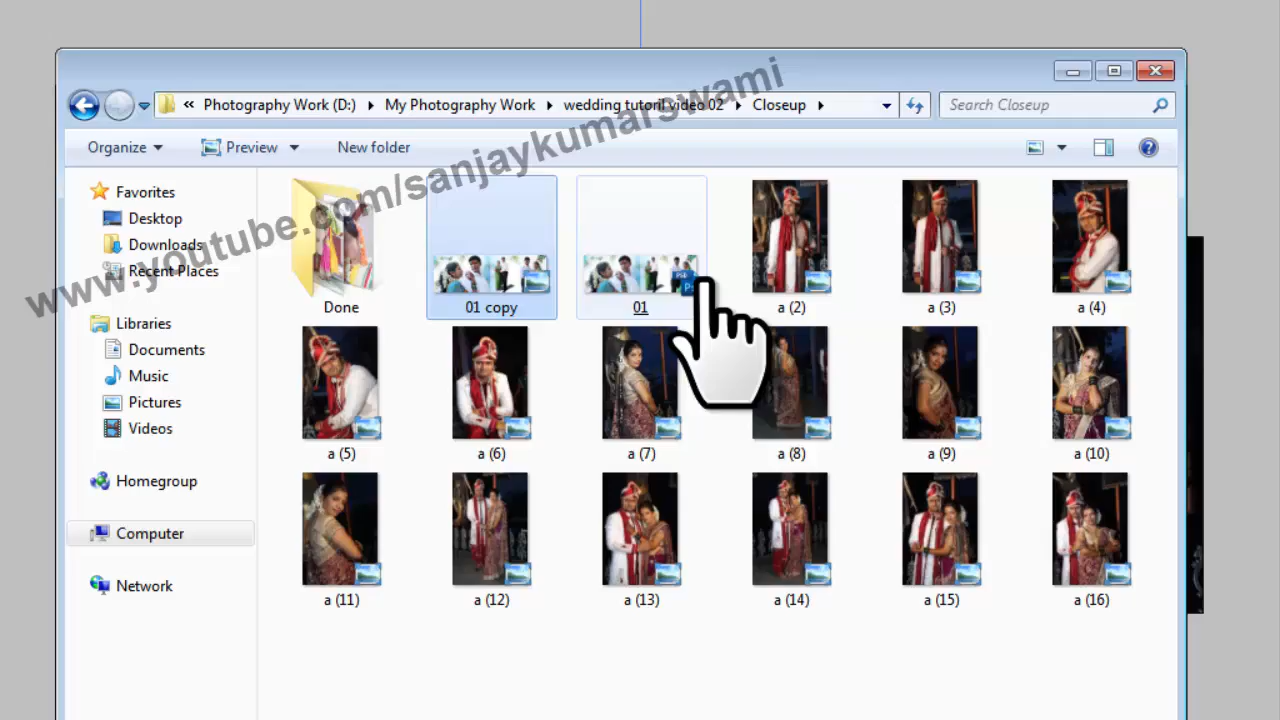 « Photography Work (D:) My Photography Work wedding tutoril video 02 Closeup
Search Closeup
Organize Preview New folder
www.youtube.com/sanjaykumarswami
Favorites
Desktop
Downloads
Recent Places
Libraries
Documents
Music
Pictures
Videos
Homegroup
Computer
Network
PSD
Ps
Done 01 copy 01 a (2) a (3) a (4)
a (5) a (6) a (7) a (8) a (9) a (10)
a (11) a (12) a (13) a (14) a (15) a (16)